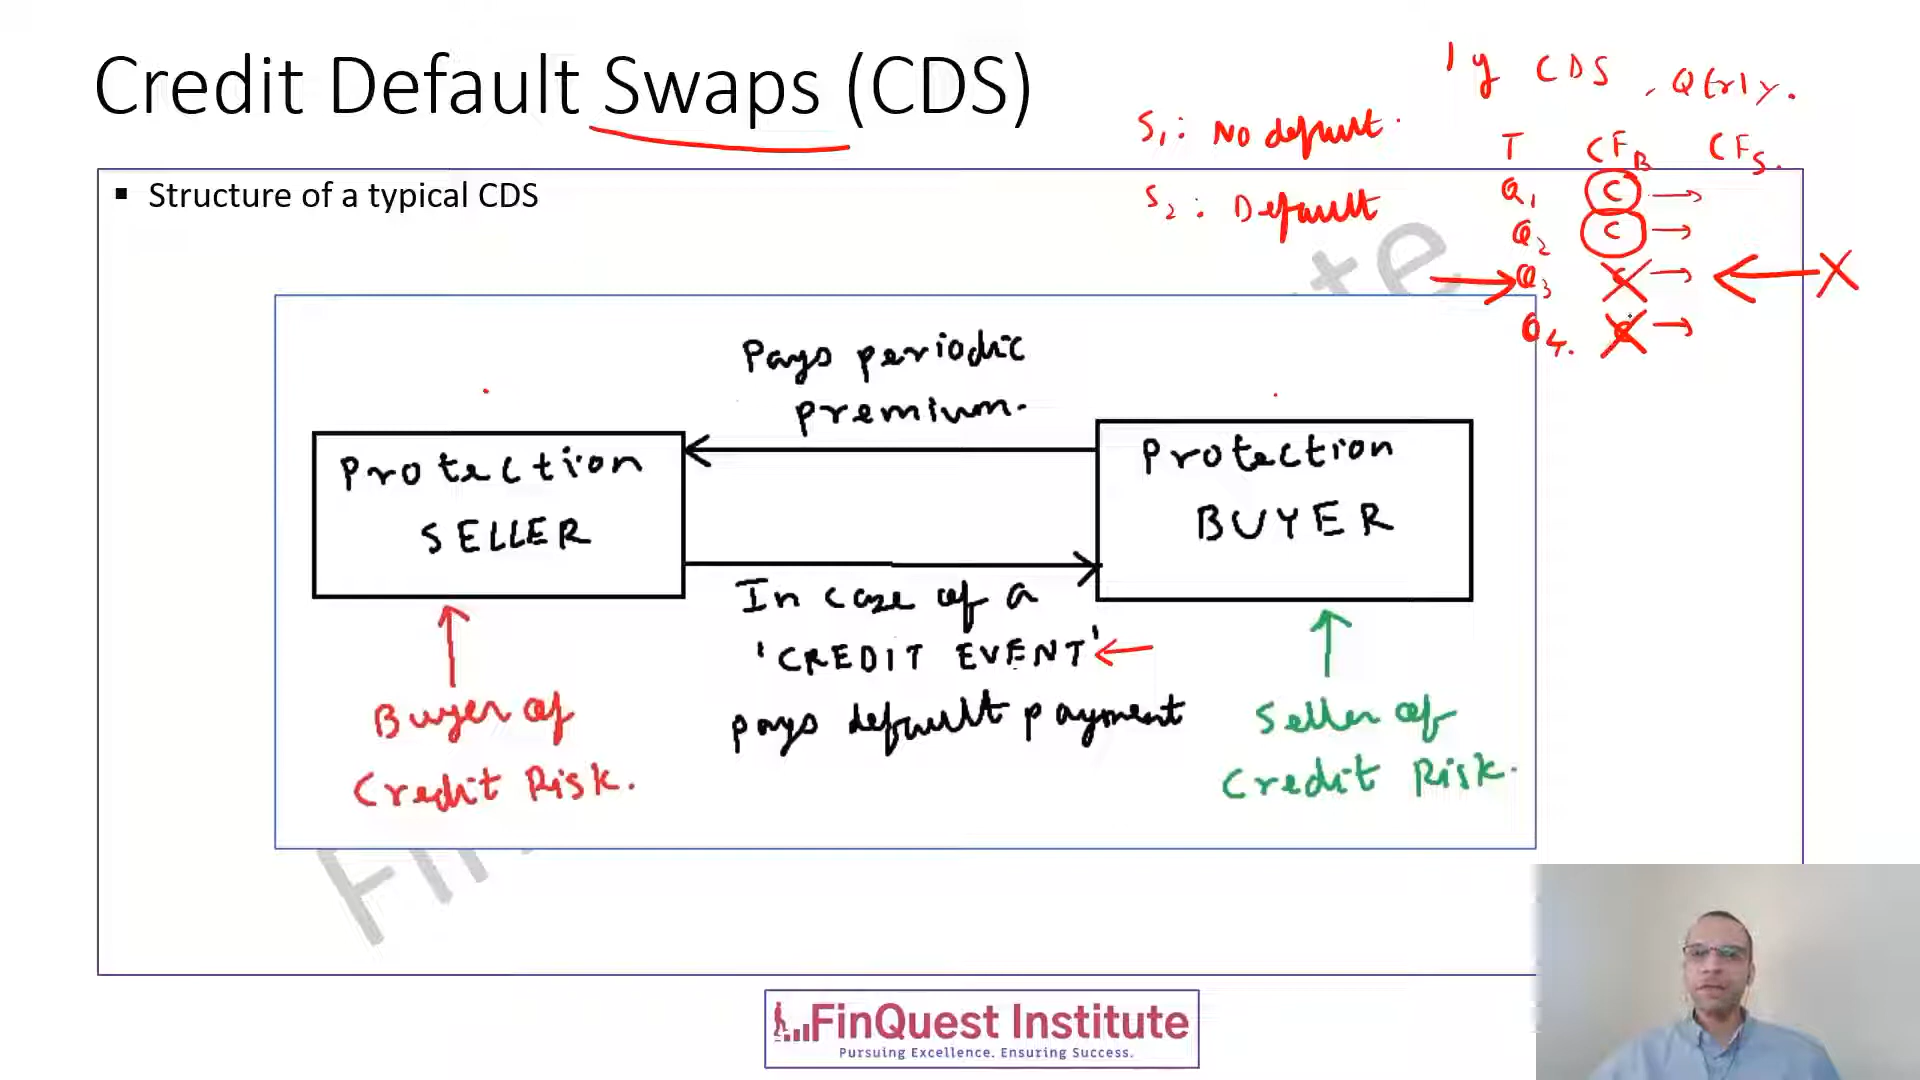 Credit Default Swaps (CDS)
1y CDS, Qtrly.
S1: No default.
S2: Default
T CFB CFS.
Q1 C →
Q2 C →
Q3 C → ← X
Q4. C →
▪ Structure of a typical CDS
Pays periodic
premium.
Protection
SELLER
Protection
BUYER
In case of a
'CREDIT EVENT'
pays default payment
Buyer of
Credit Risk.
Seller of
Credit Risk.
FinQuest Institute
Pursuing Excellence. Ensuring Success.